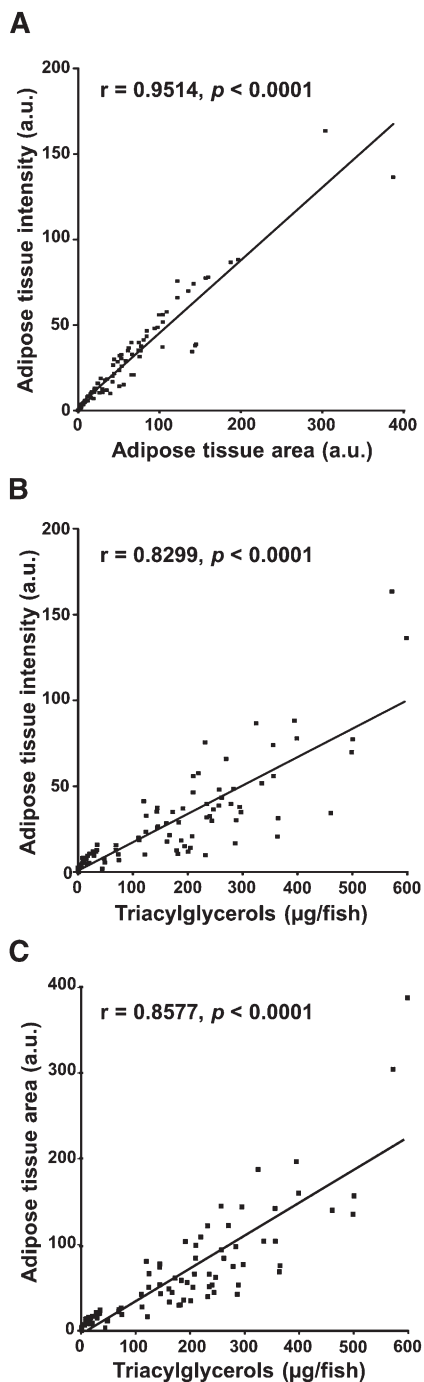 A
r = 0.9514, p < 0.0001
Adipose tissue intensity (a.u.)
200
150
100
50
0
0 100 200 300 400
Adipose tissue area (a.u.)
B
r = 0.8299, p < 0.0001
Adipose tissue intensity (a.u.)
200
150
100
50
0
0 100 200 300 400 500 600
Triacylglycerols (µg/fish)
C
r = 0.8577, p < 0.0001
Adipose tissue area (a.u.)
400
300
200
100
0
0 100 200 300 400 500 600
Triacylglycerols (µg/fish)